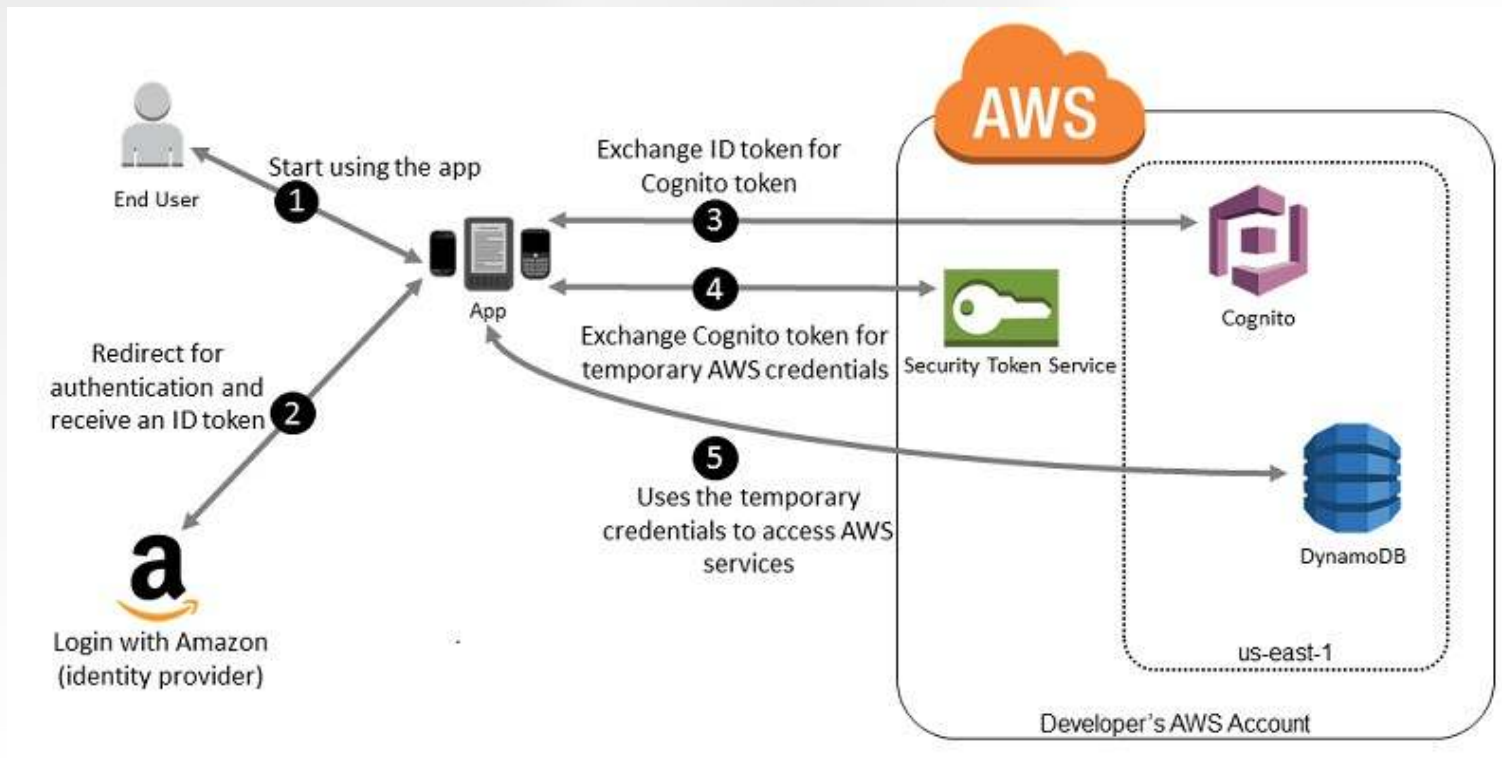 AWS
End User
Start using the app
1
Exchange ID token for
Cognito token
3
4
App
Exchange Cognito token for
temporary AWS credentials
Security Token Service
Cognito
Redirect for
authentication and
receive an ID token
2
5
Uses the temporary
credentials to access AWS
services
DynamoDB
a
Login with Amazon
(identity provider)
us-east-1
Developer's AWS Account